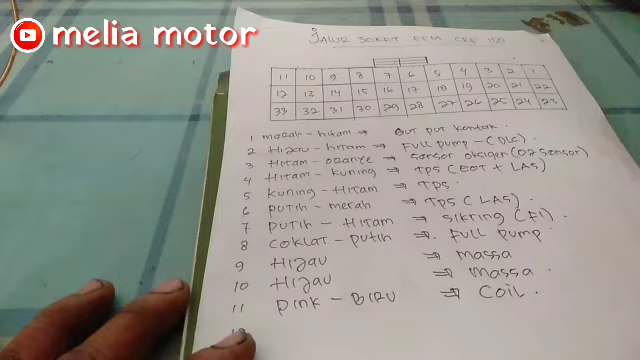 melia motor
JALUR SOKET ECM CRF 150
11 10 9 8 7 6 5 4 3 2 1
12 13 14 15 16 17 18 19 20 21 22
33 32 31 30 29 28 27 26 25 24 23
1 merah-hitam ⇒ out put kontak.
2 Hijau-hitam ⇒ Full pump-(DLC).
3 Hitam-orange ⇒ sensor oksigen (O2 sensor)
4 Hitam-kuning ⇒ TPS (EOT + LAS)
5 kuning-Hitam ⇒ TPS.
6 putih-merah ⇒ TPS (LAS)
7 putih-Hitam ⇒ sikring (FI).
8 coklat-putih ⇒. Full pump.
9 Hijau ⇒ massa
10 Hijau ⇒ massa.
11 pink-BIRU ⇒ coil.